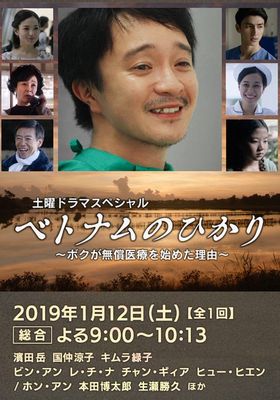 土曜ドラマスペシャル
ベトナムのひかり
～ボクが無償医療を始めた理由～
2019年1月12日(土)【全1回】
総合 よる9:00～10:13
濱田岳 国仲涼子 キムラ緑子
ビン・アン レ・チ・ナ チャン・ギィア ヒュー・ヒエン
/ホン・アン 本田博太郎 生瀬勝久 ほか